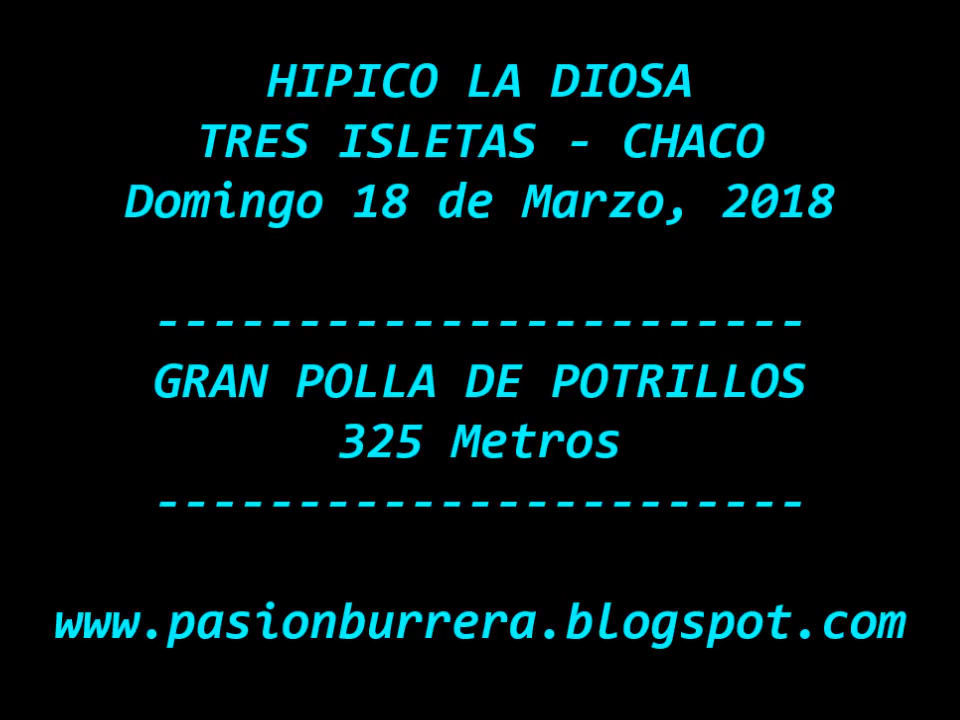 HIPICO LA DIOSA
TRES ISLETAS - CHACO
Domingo 18 de Marzo, 2018
-----------------------
GRAN POLLA DE POTRILLOS
325 Metros
-----------------------
www.pasionburrera.blogspot.com